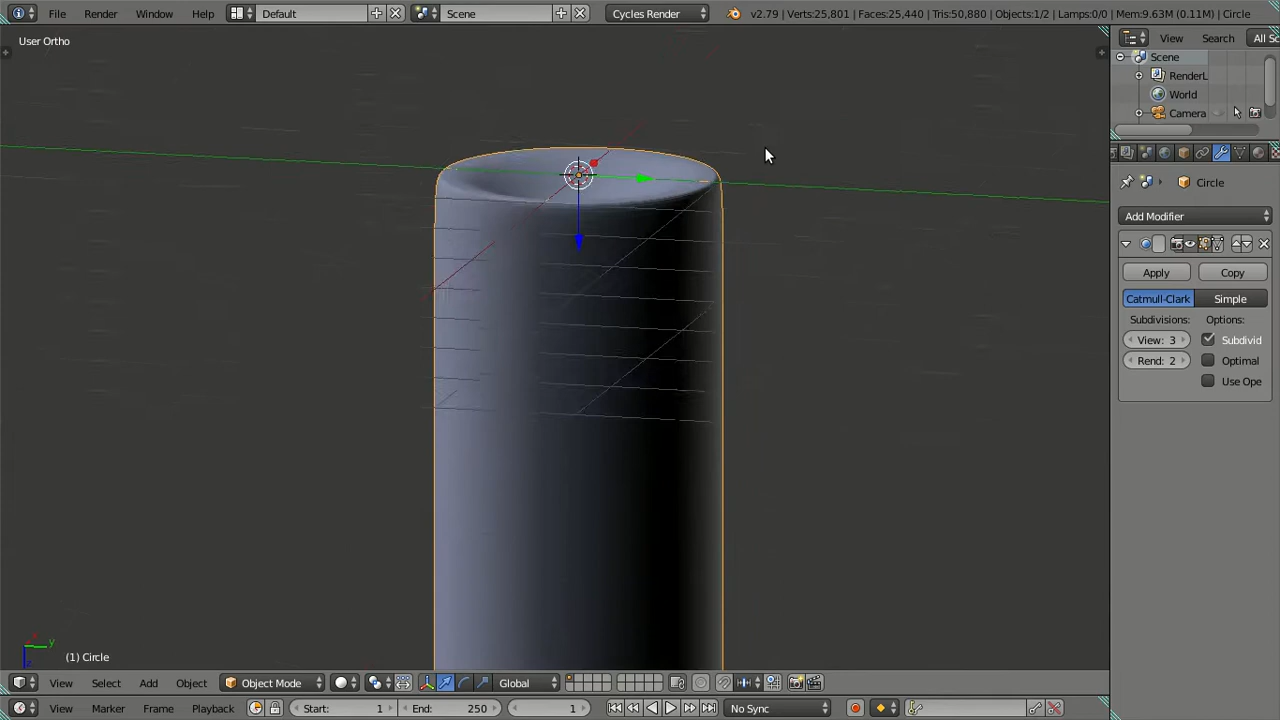 File Render Window Help Default Scene Cycles Render v2.79 | Verts:25,801 | Faces:25,440 | Tris:50,880 | Objects:1/2 | Lamps:0/0 | Mem:9.63M (0.11M) | Circle
User Ortho
View Search All Sc
Scene
RenderL
World
Camera
Circle
Add Modifier
Apply Copy
Catmull-Clark Simple
Subdivisions: Options:
View: 3 Subdivid
Rend: 2 Optimal
Use Ope
x y z
(1) Circle
View Select Add Object Object Mode Global
View Marker Frame Playback Start: 1 End: 250 1 No Sync